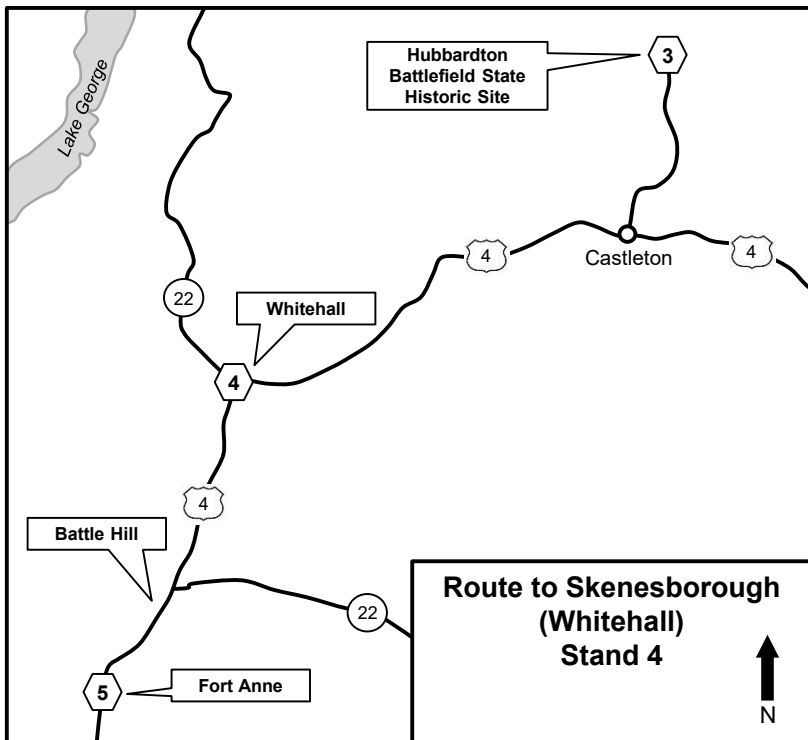 Lake George
Hubbardton
Battlefield State
Historic Site
3
4
Castleton
4
22
Whitehall
4
4
Battle Hill
22
5
Fort Anne
Route to Skenesborough
(Whitehall)
Stand 4
N